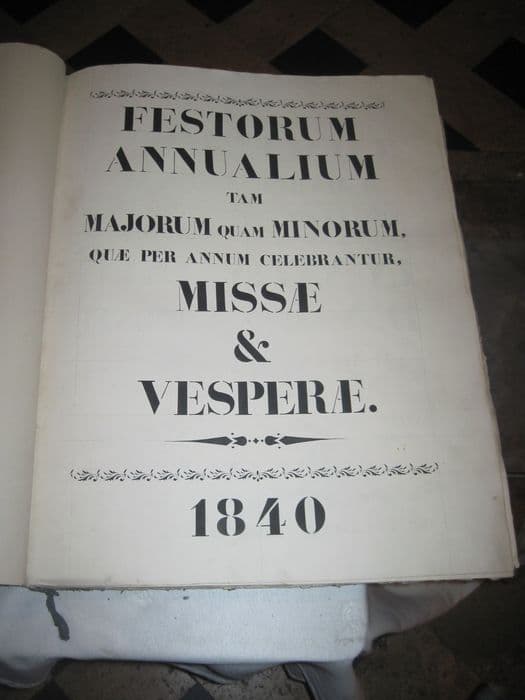 FESTORUM
ANNUALIUM
TAM
MAJORUM QUAM MINORUM,
QUÆ PER ANNUM CELEBRANTUR,
MISSÆ
&
VESPERÆ.
1840